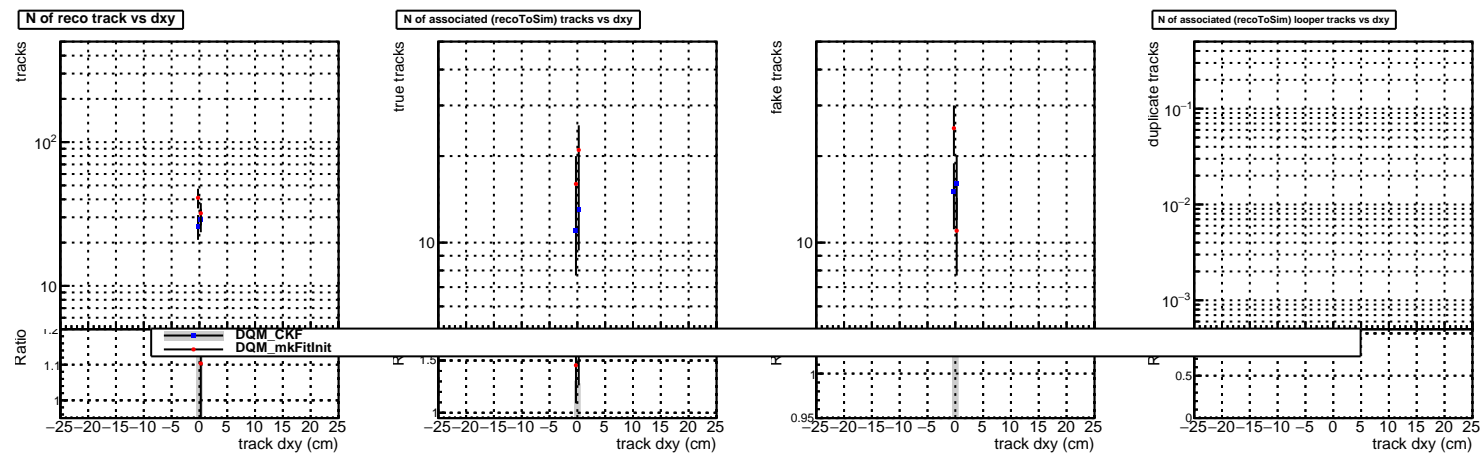 N of reco track vs dxy
N of associated (recoToSim) tracks vs dxy
N of associated (recoToSim) looper tracks vs dxy
tracks
10²
10
Ratio
1.1
1
−25−20−15−10−5 0 5 10 15 20 25
track dxy (cm)
true tracks
10
1.5
1
−25−20−15−10−5 0 5 10 15 20 25
track dxy (cm)
fake tracks
10
1
0.95
−25−20−15−10−5 0 5 10 15 20 25
track dxy (cm)
duplicate tracks
10⁻¹
10⁻²
10⁻³
0.5
0
−25−20−15−10−5 0 5 10 15 20 25
track dxy (cm)
DQM_CKF
DQM_mkFitInit